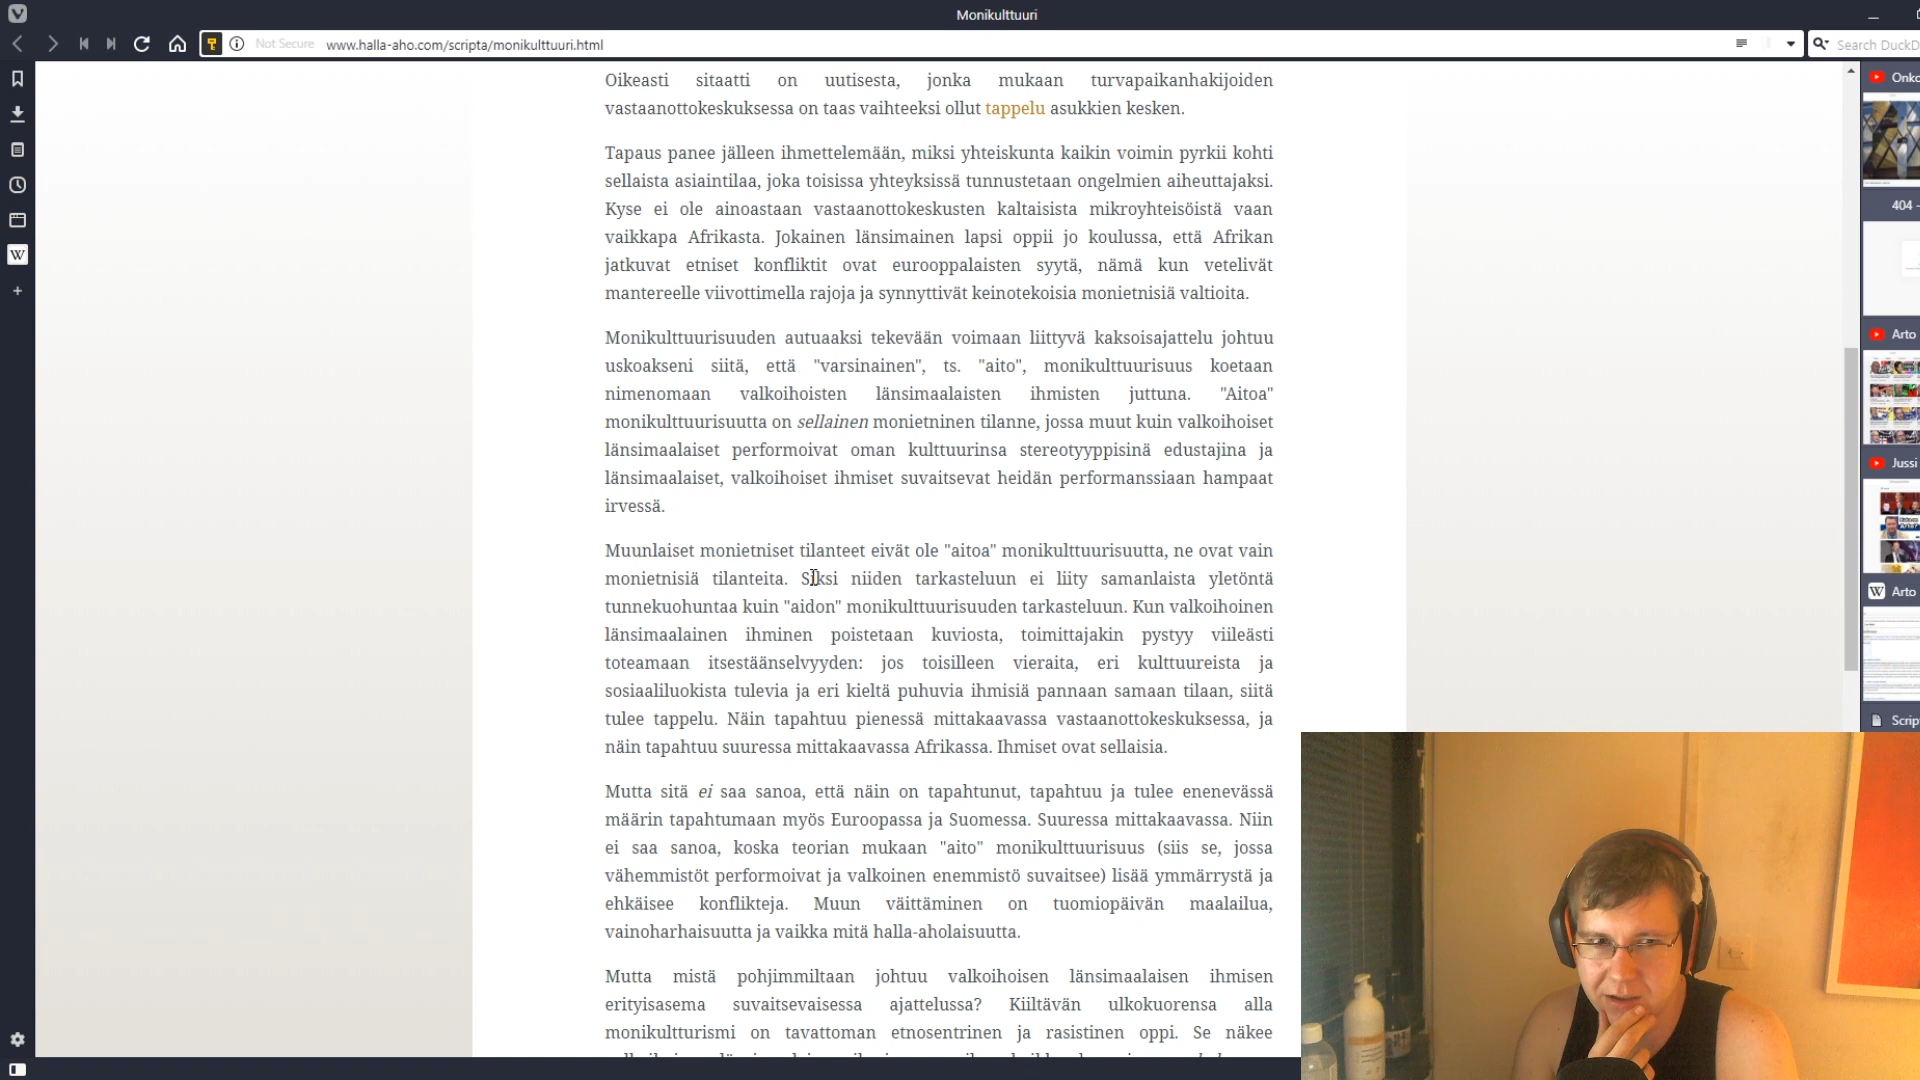 Monikulttuuri
Not Secure www.halla-aho.com/scripta/monikulttuuri.html
Search DuckD
Oikeasti sitaatti on uutisesta, jonka mukaan turvapaikanhakijoiden
vastaanottokeskuksessa on taas vaihteeksi ollut tappelu asukkien kesken.
Tapaus panee jälleen ihmettelemään, miksi yhteiskunta kaikin voimin pyrkii kohti
sellaista asiaintilaa, joka toisissa yhteyksissä tunnustetaan ongelmien aiheuttajaksi.
Kyse ei ole ainoastaan vastaanottokeskusten kaltaisista mikroyhteisöistä vaan
vaikkapa Afrikasta. Jokainen länsimainen lapsi oppii jo koulussa, että Afrikan
jatkuvat etniset konfliktit ovat eurooppalaisten syytä, nämä kun vetelivät
mantereelle viivottimella rajoja ja synnyttivät keinotekoisia monietnisiä valtioita.
Monikulttuurisuuden autuaaksi tekevään voimaan liittyvä kaksoisajattelu johtuu
uskoakseni siitä, että "varsinainen", ts. "aito", monikulttuurisuus koetaan
nimenomaan valkoihoisten länsimaalaisten ihmisten juttuna. "Aitoa"
monikulttuurisuutta on sellainen monietninen tilanne, jossa muut kuin valkoihoiset
länsimaalaiset performoivat oman kulttuurinsa stereotyyppisinä edustajina ja
länsimaalaiset, valkoihoiset ihmiset suvaitsevat heidän performanssiaan hampaat
irvessä.
Muunlaiset monietniset tilanteet eivät ole "aitoa" monikulttuurisuutta, ne ovat vain
monietnisiä tilanteita. Siksi niiden tarkasteluun ei liity samanlaista yletöntä
tunnekuohuntaa kuin "aidon" monikulttuurisuuden tarkasteluun. Kun valkoihoinen
länsimaalainen ihminen poistetaan kuviosta, toimittajakin pystyy viileästi
toteamaan itsestäänselvyyden: jos toisilleen vieraita, eri kulttuureista ja
sosiaaliluokista tulevia ja eri kieltä puhuvia ihmisiä pannaan samaan tilaan, siitä
tulee tappelu. Näin tapahtuu pienessä mittakaavassa vastaanottokeskuksessa, ja
näin tapahtuu suuressa mittakaavassa Afrikassa. Ihmiset ovat sellaisia.
Mutta sitä ei saa sanoa, että näin on tapahtunut, tapahtuu ja tulee enenevässä
määrin tapahtumaan myös Euroopassa ja Suomessa. Suuressa mittakaavassa. Niin
ei saa sanoa, koska teorian mukaan "aito" monikulttuurisuus (siis se, jossa
vähemmistöt performoivat ja valkoinen enemmistö suvaitsee) lisää ymmärrystä ja
ehkäisee konflikteja. Muun väittäminen on tuomiopäivän maalailua,
vainoharhaisuutta ja vaikka mitä halla-aholaisuutta.
Mutta mistä pohjimmiltaan johtuu valkoihoisen länsimaalaisen ihmisen
erityisasema suvaitsevaisessa ajattelussa? Kiiltävän ulkokuorensa alla
monikultturismi on tavattoman etnosentrinen ja rasistinen oppi. Se näkee
Onko
404 -
Arto
Jussi
W Arto
Scrip